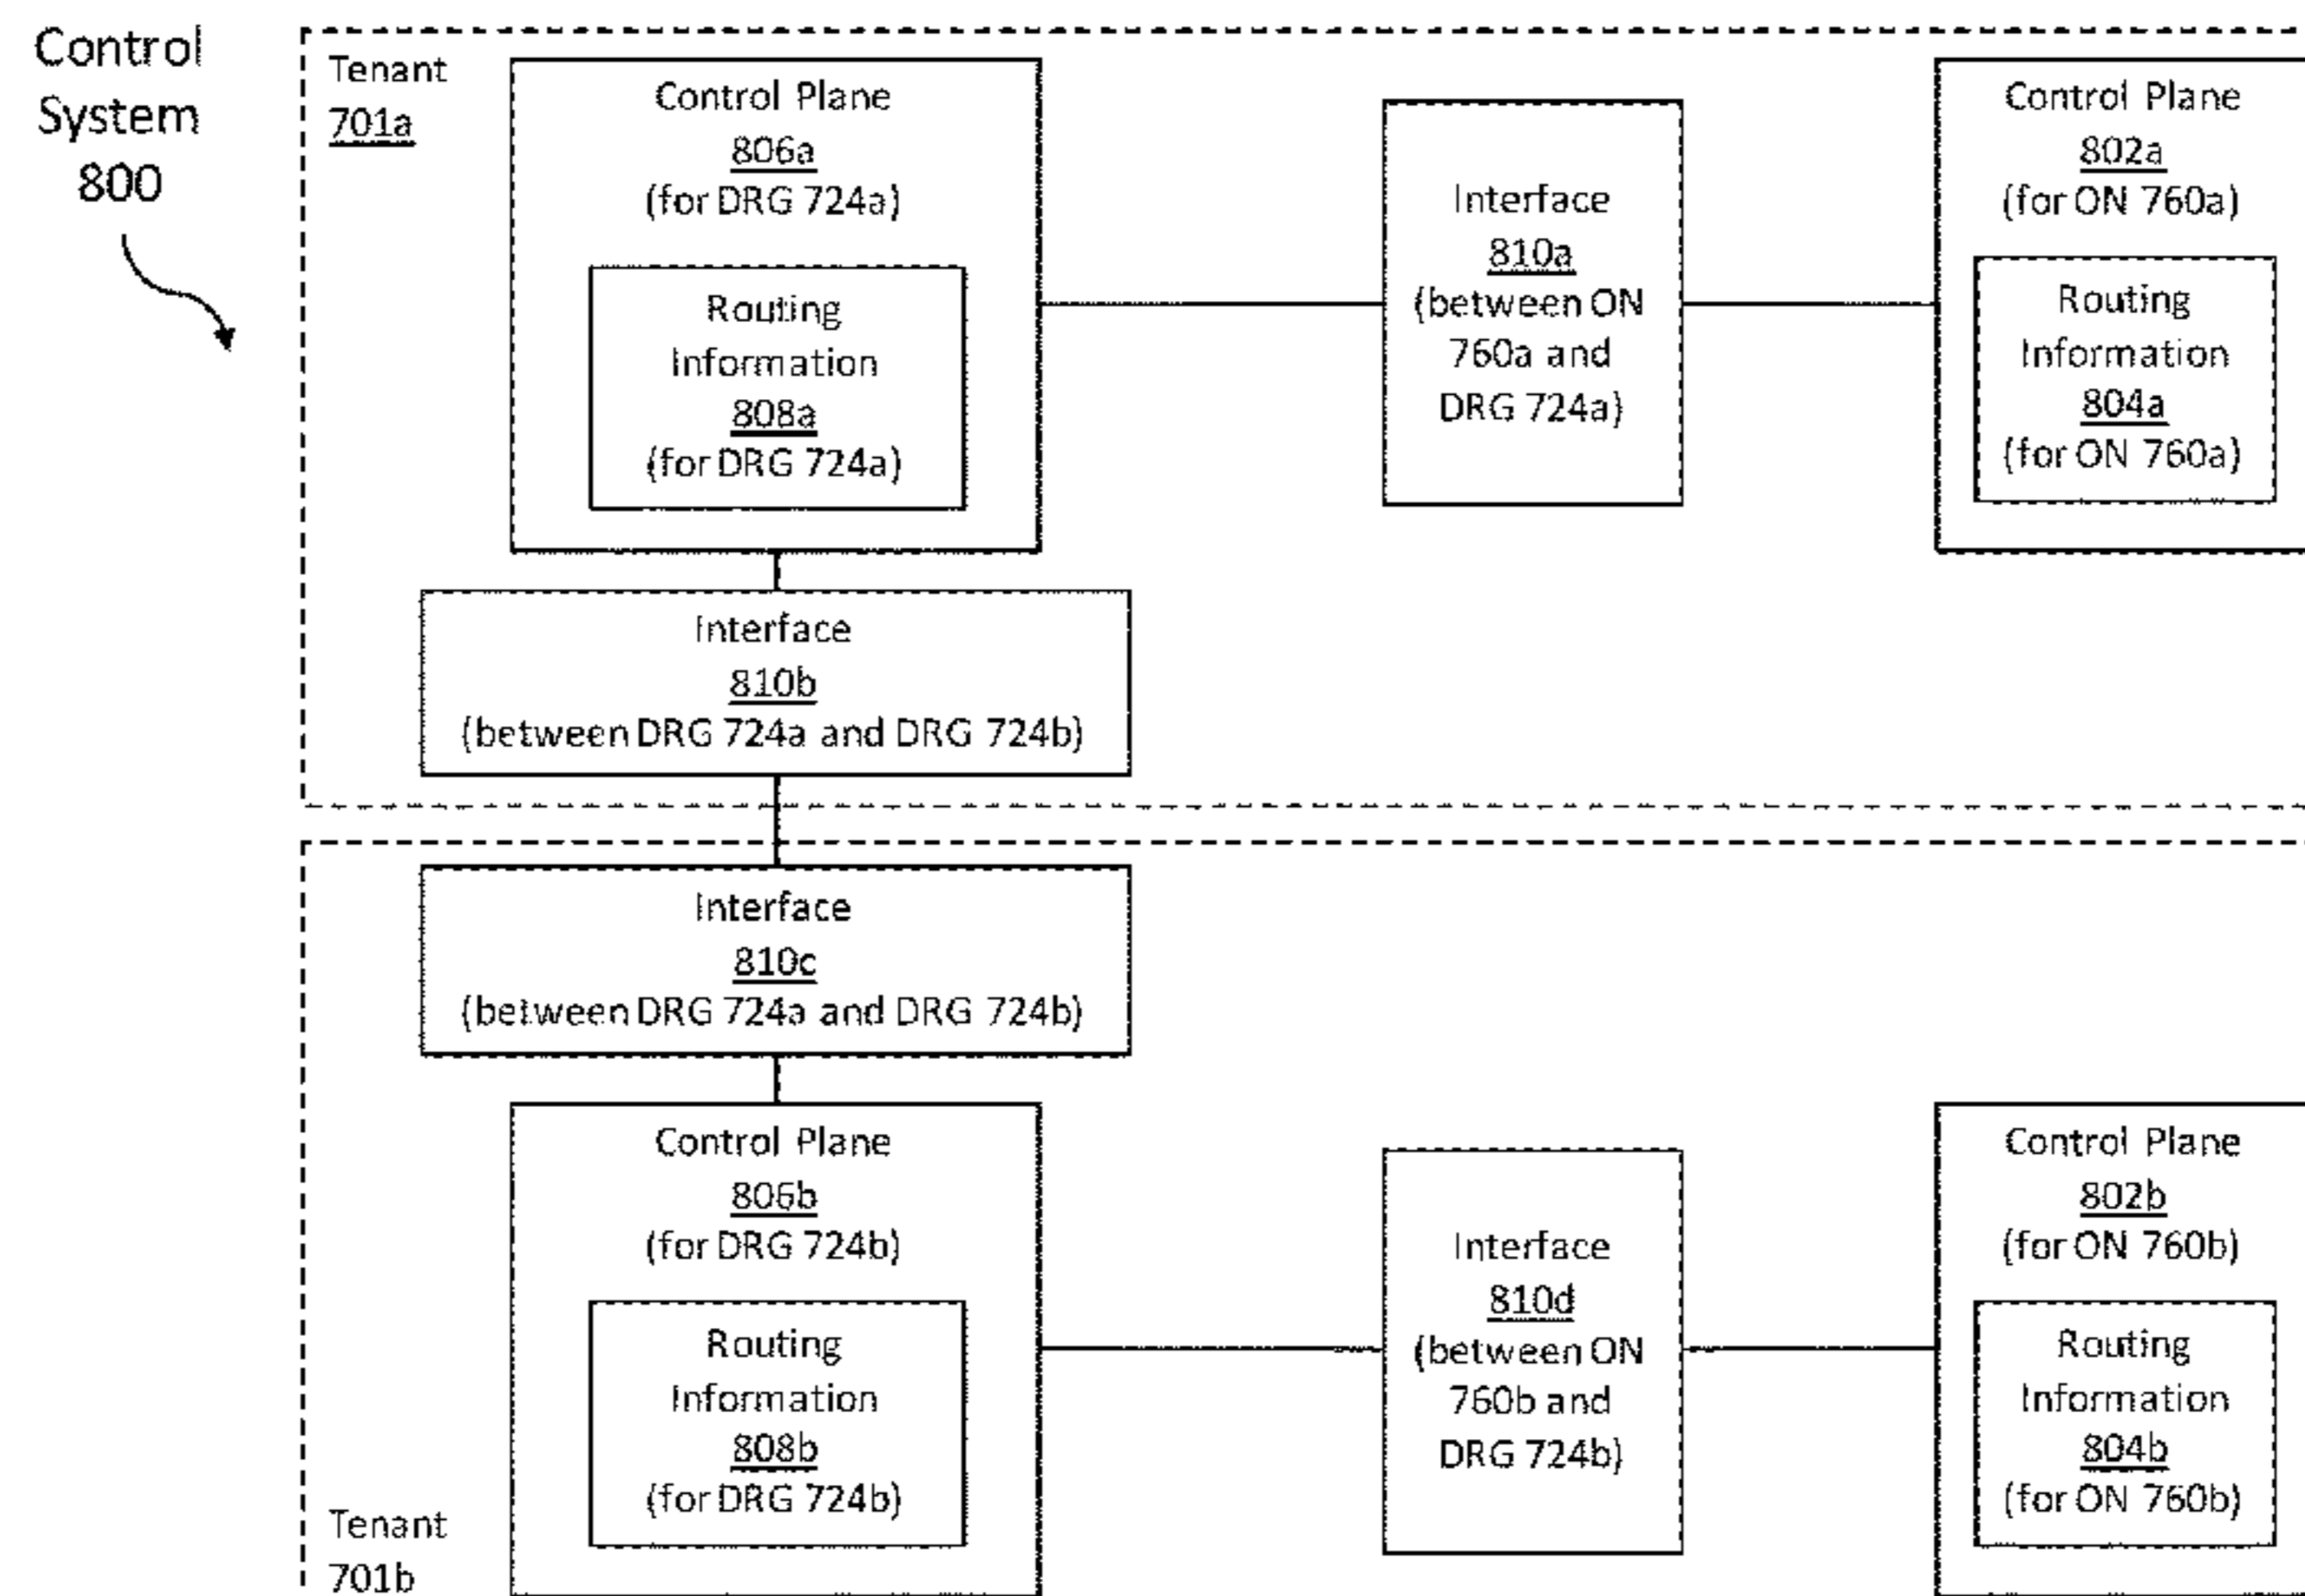 Control
System
800
Tenant
701a
Control Plane
806a
(for DRG 724a)
Routing
Information
808a
(for DRG 724a)
Interface
810a
(between ON
760a and
DRG 724a)
Control Plane
802a
(for ON 760a)
Routing
Information
804a
(for ON 760a)
Interface
810b
(between DRG 724a and DRG 724b)
Interface
810c
(between DRG 724a and DRG 724b)
Control Plane
806b
(for DRG 724b)
Routing
Information
808b
(for DRG 724b)
Interface
810d
(between ON
760b and
DRG 724b)
Control Plane
802b
(for ON 760b)
Routing
Information
804b
(for ON 760b)
Tenant
701b